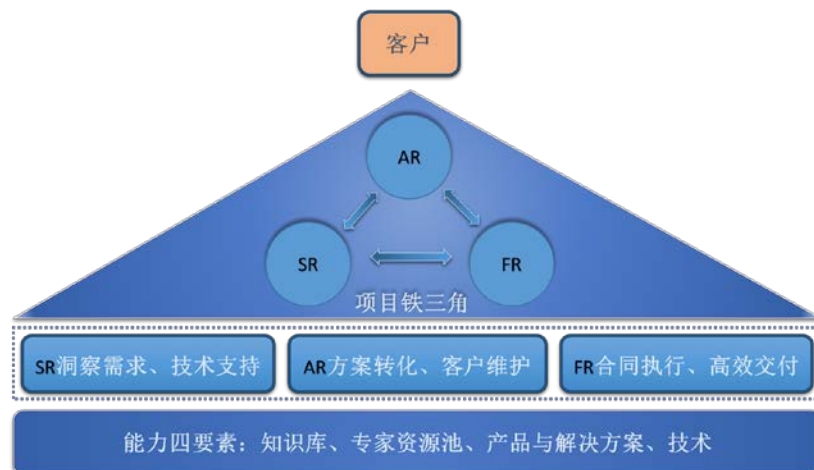 客户
AR
SR
FR
项目铁三角
SR洞察需求、技术支持
AR方案转化、客户维护
FR合同执行、高效交付
能力四要素：知识库、专家资源池、产品与解决方案、技术